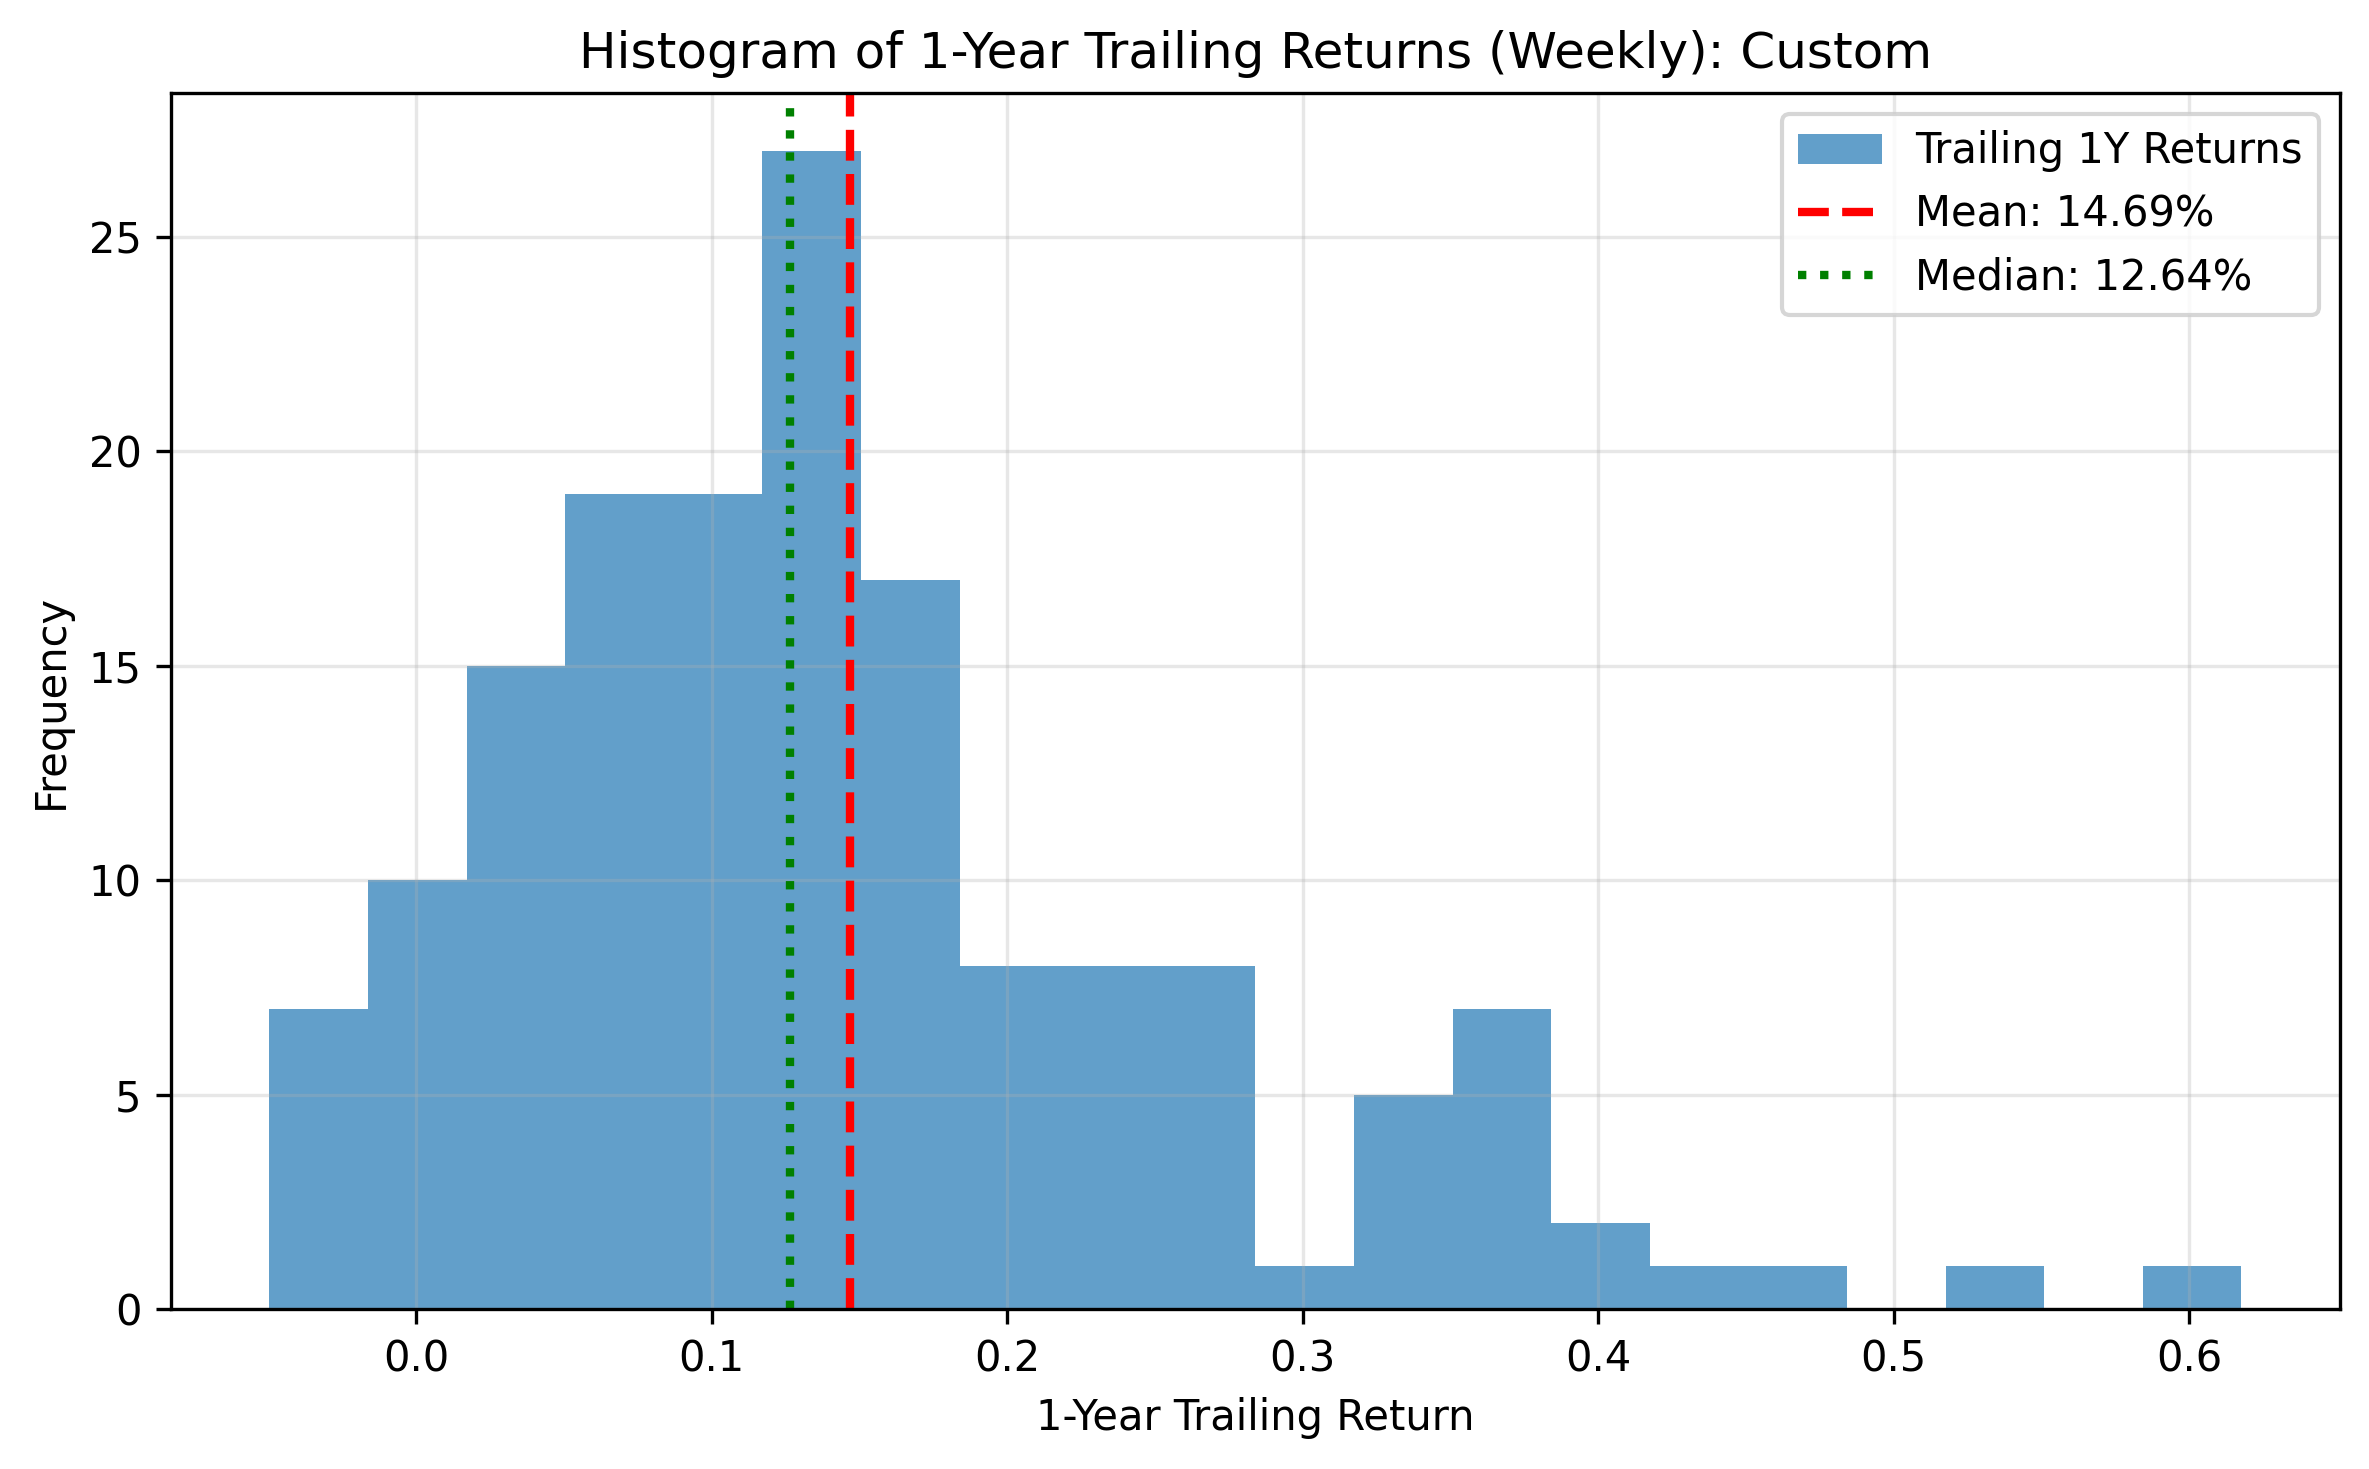 Histogram of 1-Year Trailing Returns (Weekly): Custom
Trailing 1Y Returns
Mean: 14.69%
Median: 12.64%
Frequency
25
20
15
10
5
0
0.0 0.1 0.2 0.3 0.4 0.5 0.6
1-Year Trailing Return